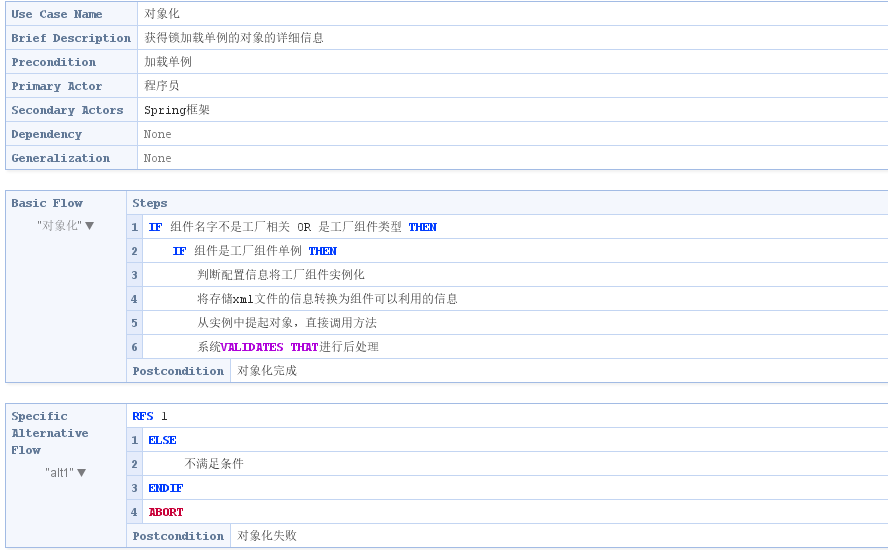 Use Case Name 对象化
Brief Description 获得锁加载单例的对象的详细信息
Precondition 加载单例
Primary Actor 程序员
Secondary Actors Spring框架
Dependency None
Generalization None
Basic Flow Steps
"对象化" ▼
1 IF 组件名字不是工厂相关 OR 是工厂组件类型 THEN
2 IF 组件是工厂组件单例 THEN
3 判断配置信息将工厂组件实例化
4 将存储xml文件的信息转换为组件可以利用的信息
5 从实例中提起对象，直接调用方法
6 系统VALIDATES THAT进行后处理
Postcondition 对象化完成
Specific Alternative Flow RFS 1
"alt1" ▼
1 ELSE
2 不满足条件
3 ENDIF
4 ABORT
Postcondition 对象化失败